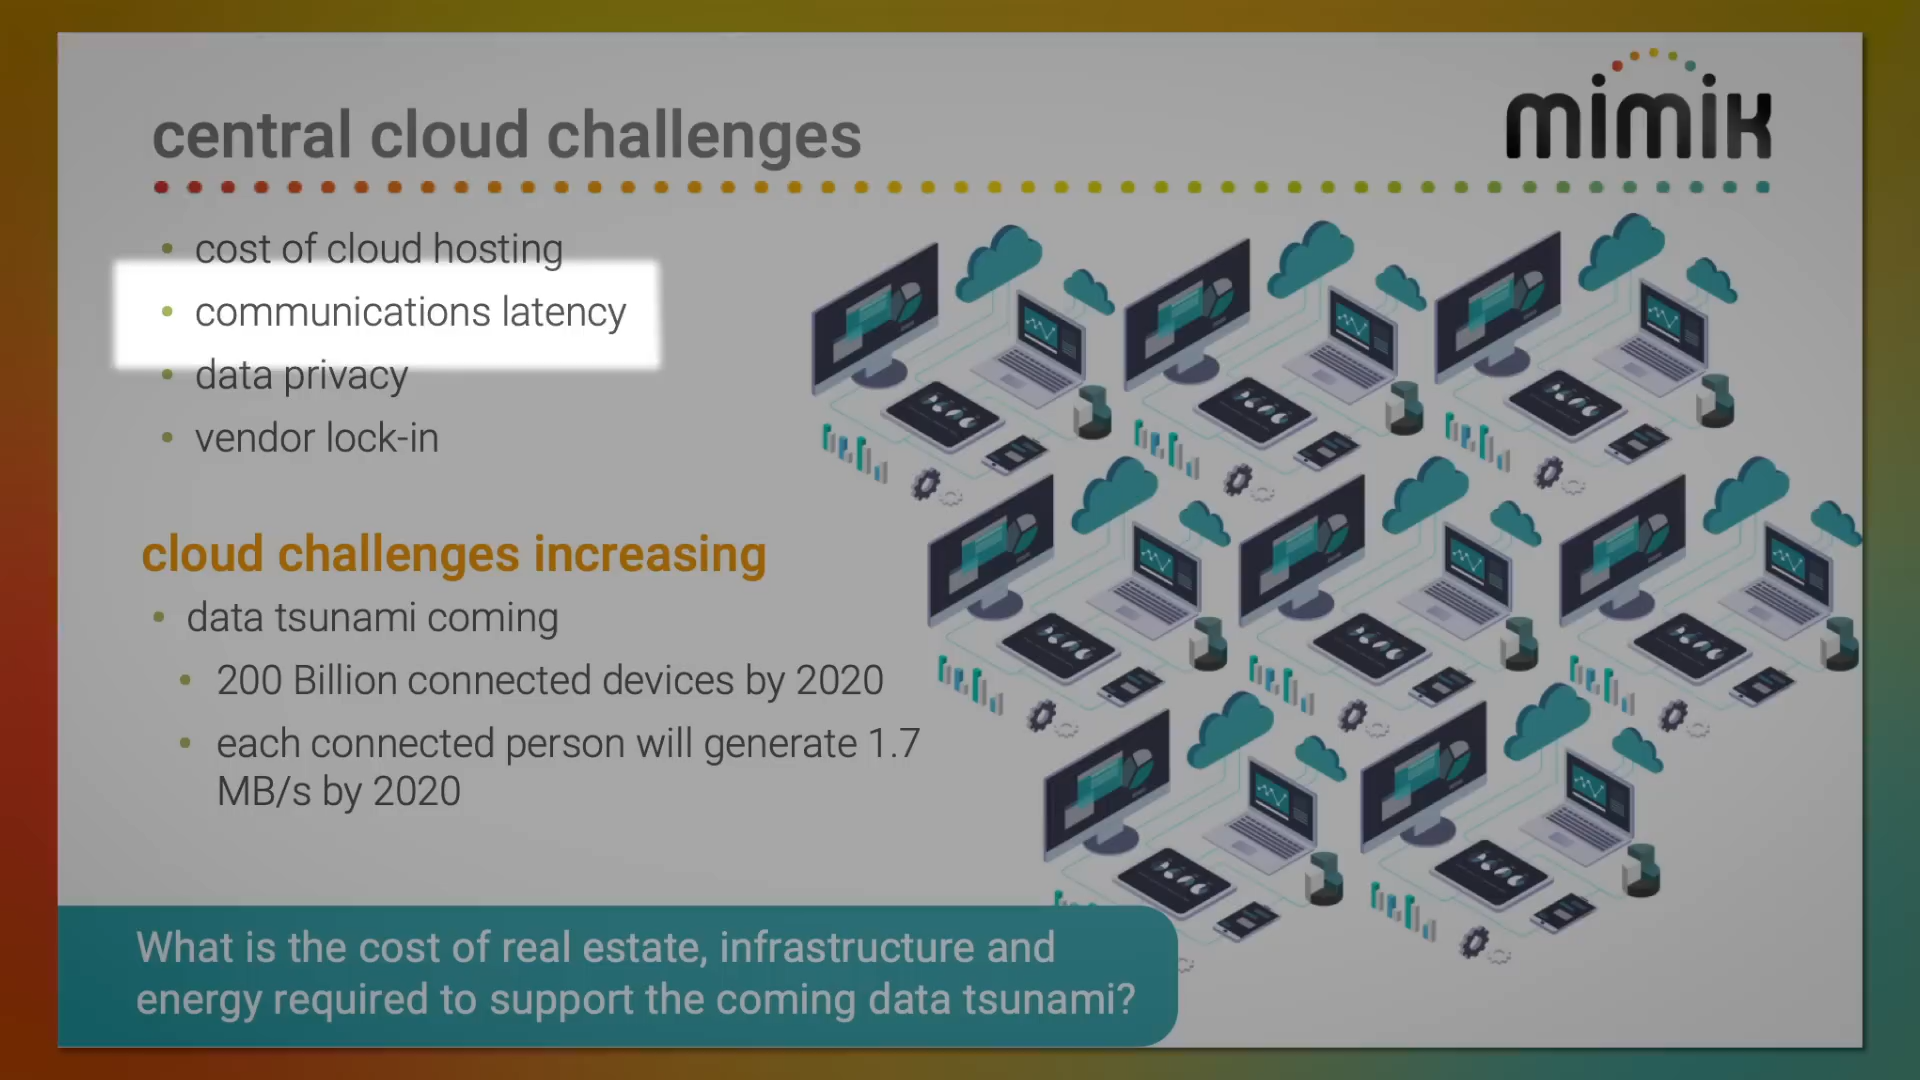 mimik
central cloud challenges
• cost of cloud hosting
• communications latency
• data privacy
• vendor lock-in
cloud challenges increasing
• data tsunami coming
• 200 Billion connected devices by 2020
• each connected person will generate 1.7
MB/s by 2020
What is the cost of real estate, infrastructure and
energy required to support the coming data tsunami?